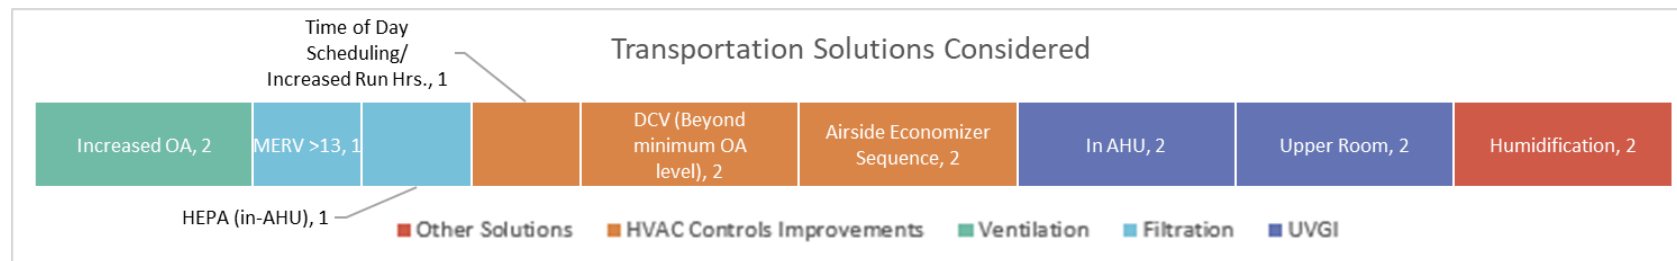 Transportation Solutions Considered
Time of Day
Scheduling/
Increased Run Hrs., 1
Increased OA, 2
MERV >13, 1
DCV (Beyond
minimum OA
level), 2
Airside Economizer
Sequence, 2
In AHU, 2
Upper Room, 2
Humidification, 2
HEPA (in-AHU), 1
Other Solutions
HVAC Controls Improvements
Ventilation
Filtration
UVGI